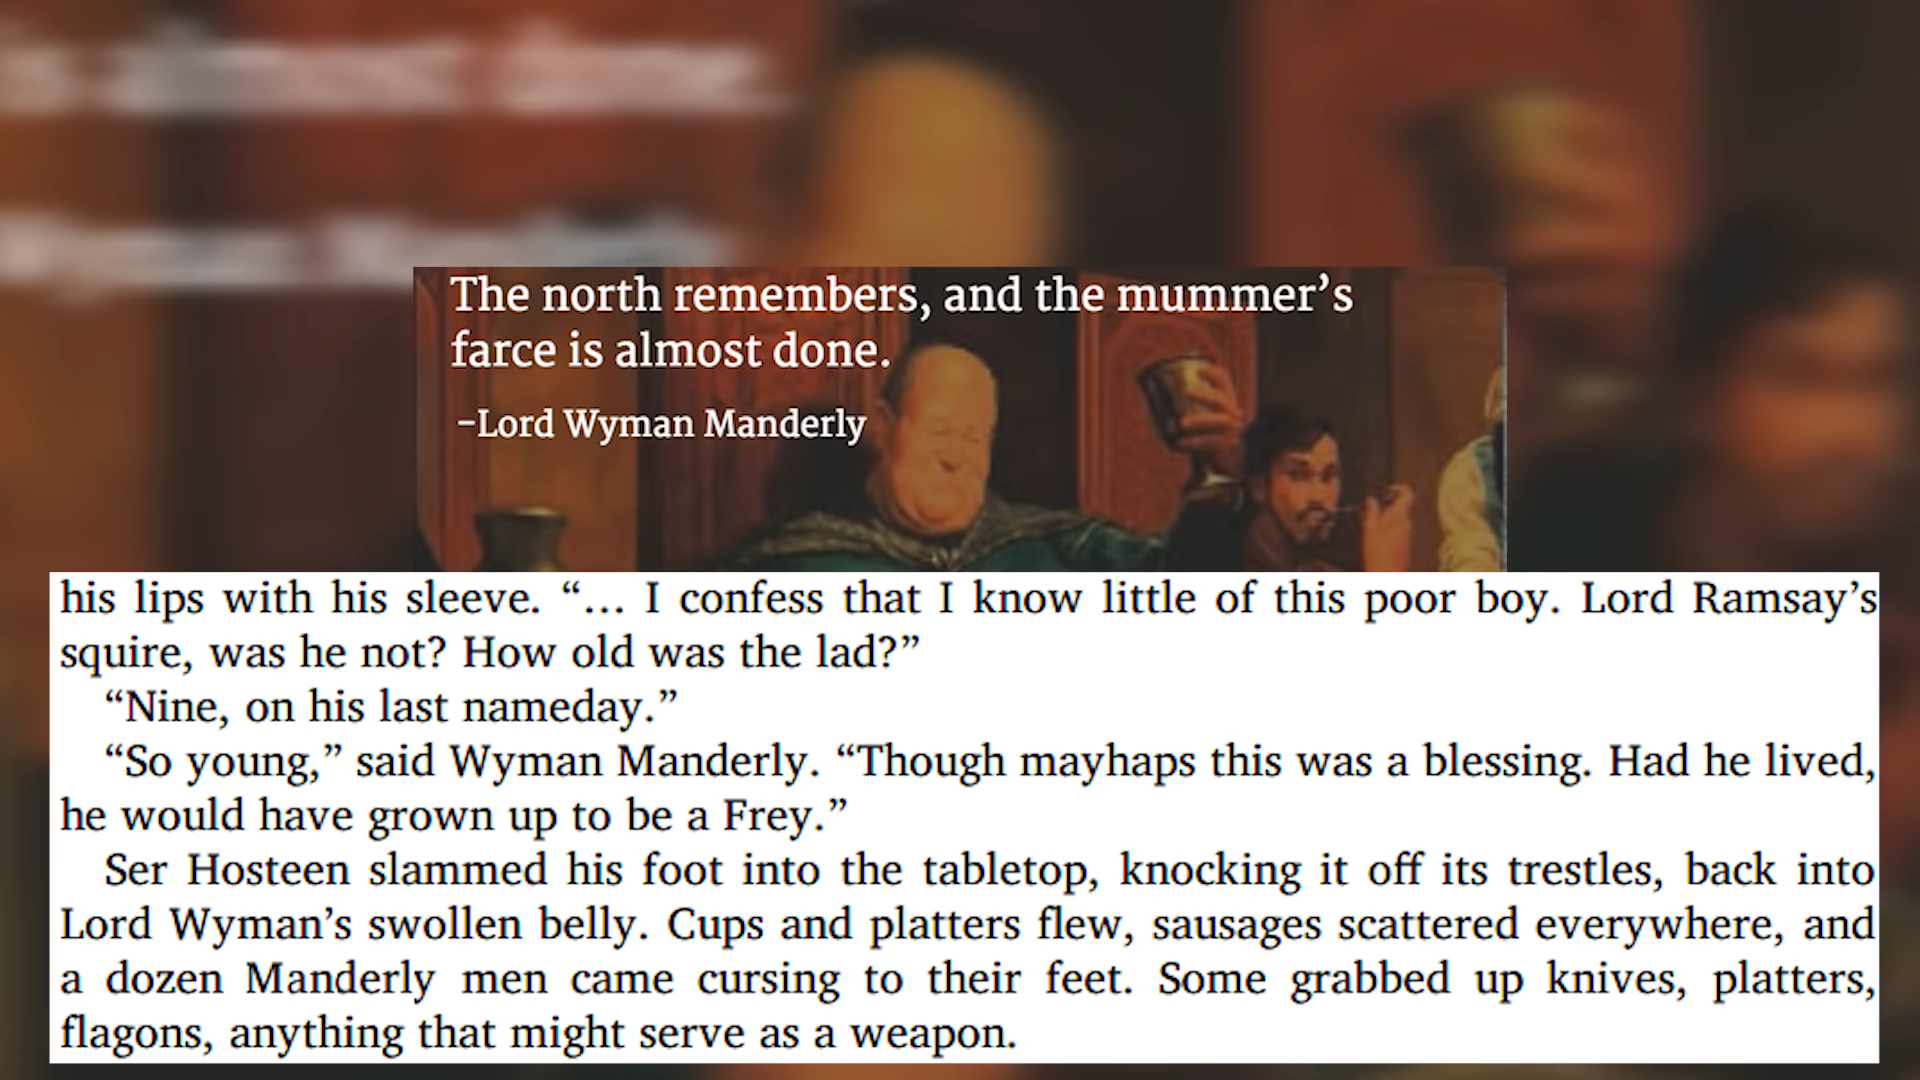 is almost done.
Wyman Manderly
The north remembers, and the mummer’s
farce is almost done.
–Lord Wyman Manderly
his lips with his sleeve. “… I confess that I know little of this poor boy. Lord Ramsay’s
squire, was he not? How old was the lad?”
“Nine, on his last nameday.”
“So young,” said Wyman Manderly. “Though mayhaps this was a blessing. Had he lived,
he would have grown up to be a Frey.”
Ser Hosteen slammed his foot into the tabletop, knocking it off its trestles, back into
Lord Wyman’s swollen belly. Cups and platters flew, sausages scattered everywhere, and
a dozen Manderly men came cursing to their feet. Some grabbed up knives, platters,
flagons, anything that might serve as a weapon.